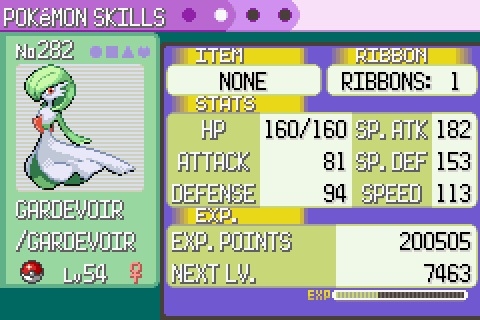 POKéMON SKILLS
No282
GARDEVOIR
/GARDEVOIR
Lv54 ♀
ITEM
NONE
RIBBON
RIBBONS: 1
STATS
HP 160/160 SP. ATK 182
ATTACK 81 SP. DEF 153
DEFENSE 94 SPEED 113
EXP.
EXP. POINTS 200505
NEXT LV. 7463
EXP